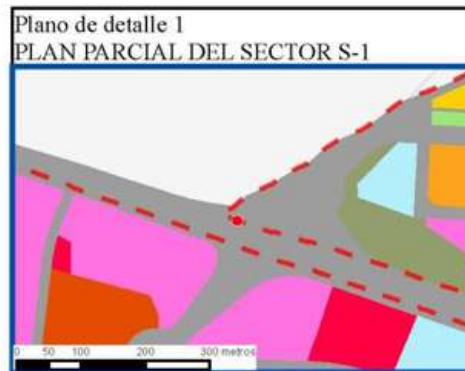 Plano de detalle 1
PLAN PARCIAL DEL SECTOR S-1
0 50 100 200 300 metros